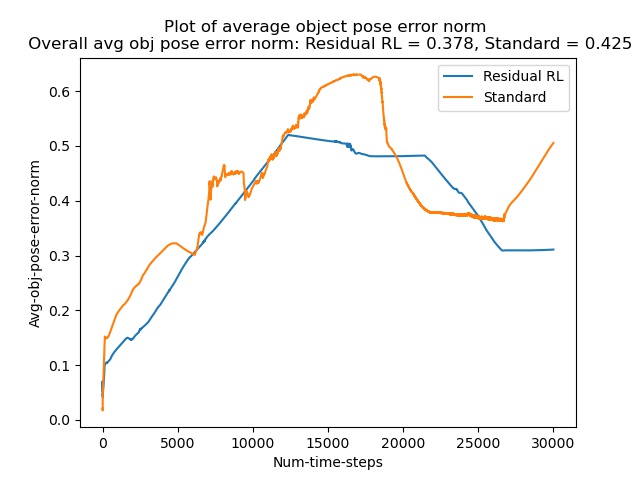 Plot of average object pose error norm
Overall avg obj pose error norm: Residual RL = 0.378, Standard = 0.425
Residual RL
Standard
Avg-obj-pose-error-norm
0.6
0.5
0.4
0.3
0.2
0.1
0.0
0 5000 10000 15000 20000 25000 30000
Num-time-steps